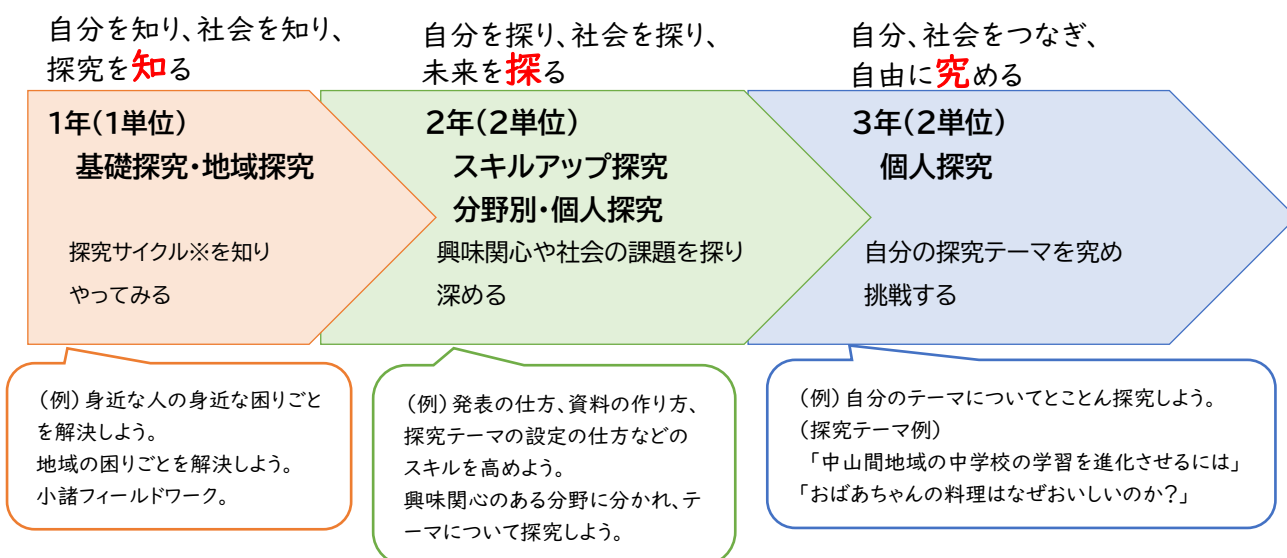 自分を知り、社会を知り、
探究を知る
1年(1単位)
基礎探究・地域探究
探究サイクル※を知り
やってみる
(例)身近な人の身近な困りごと
を解決しよう。
地域の困りごとを解決しよう。
小諸フィールドワーク。
自分を探り、社会を探り、
未来を探る
2年(2単位)
スキルアップ探究
分野別・個人探究
興味関心や社会の課題を探り
深める
(例)発表の仕方、資料の作り方、
探究テーマの設定の仕方などの
スキルを高めよう。
興味関心のある分野に分かれ、テ
ーマについて探究しよう。
自分、社会をつなぎ、
自由に究める
3年(2単位)
個人探究
自分の探究テーマを究め
挑戦する
(例)自分のテーマについてとことん探究しよう。
(探究テーマ例)
「中山間地域の中学校の学習を進化させるには」
「おばあちゃんの料理はなぜおいしいのか?」